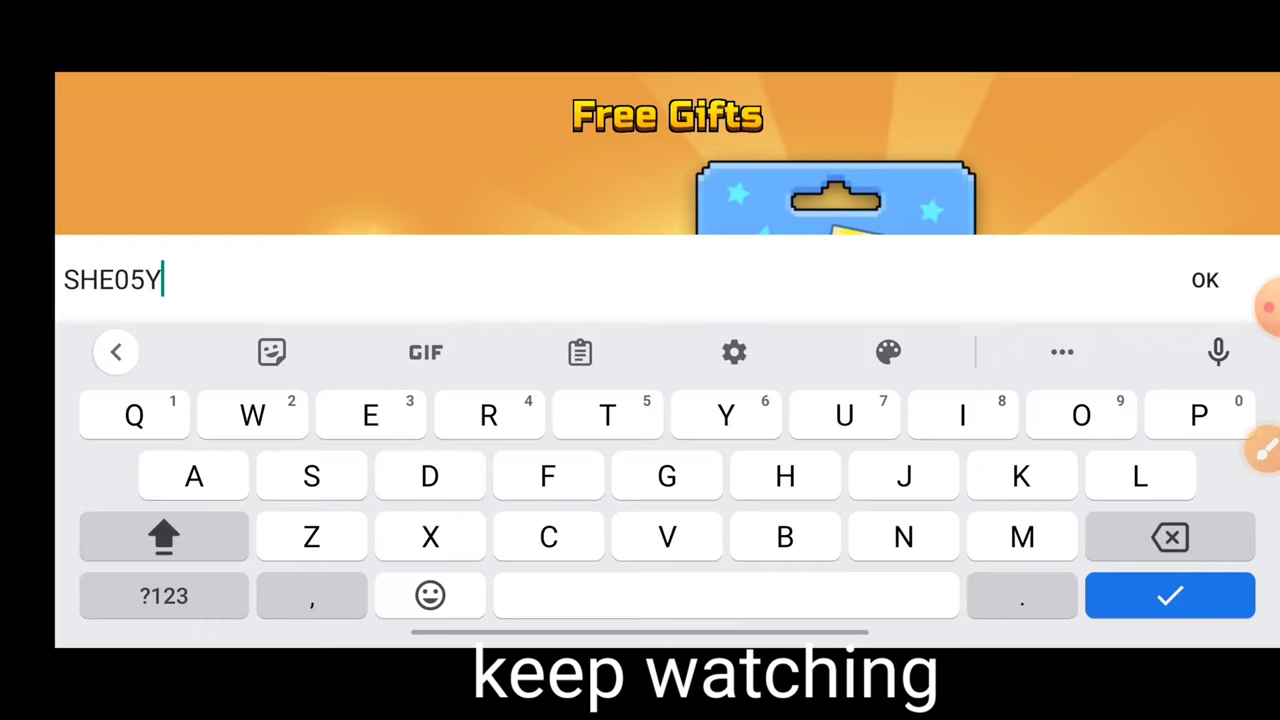 Free Gifts
SHE05Y
OK
GIF
Q 1 W 2 E 3 R 4 T 5 Y 6 U 7 I 8 O 9 P 0
A S D F G H J K L
Z X C V B N M
?123 , .
keep watching